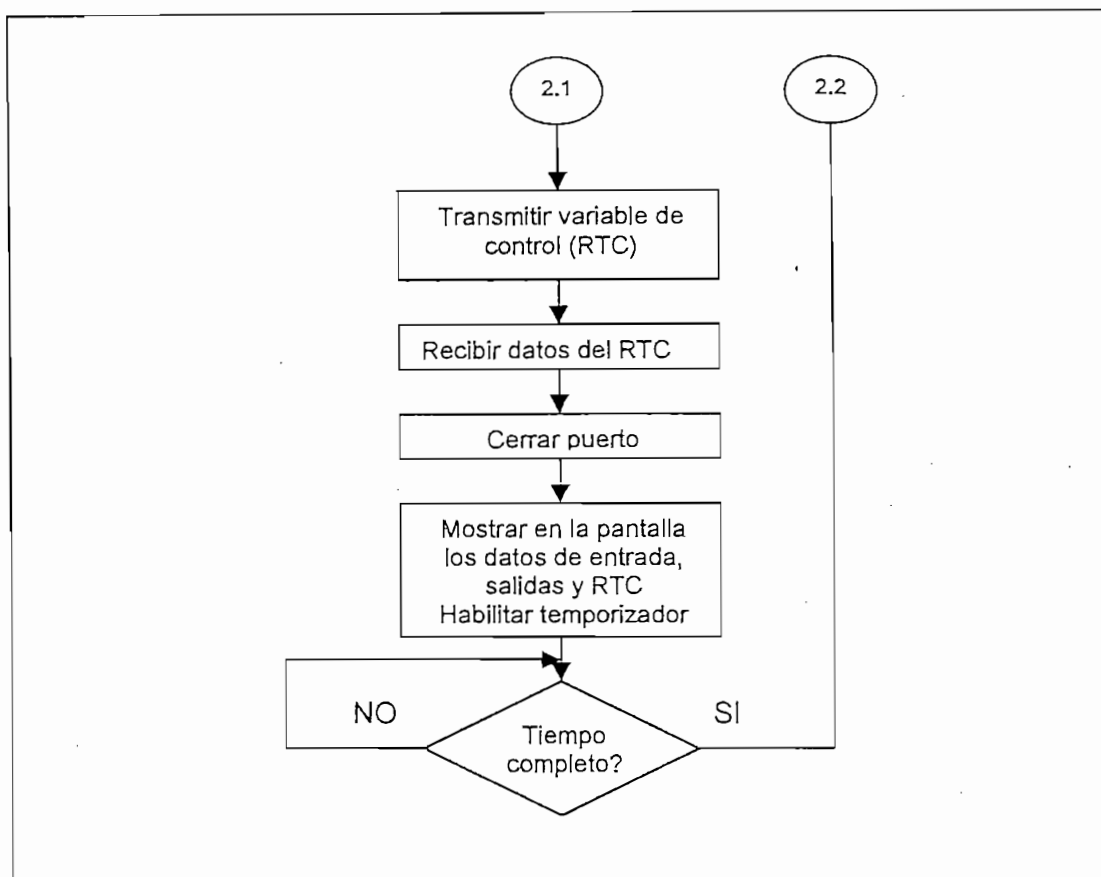 2.1
2.2
Transmitir variable de
control (RTC)
Recibir datos del RTC
Cerrar puerto
Mostrar en la pantalla
los datos de entrada,
salidas y RTC
Habilitar temporizador
NO
SI
Tiempo
completo?